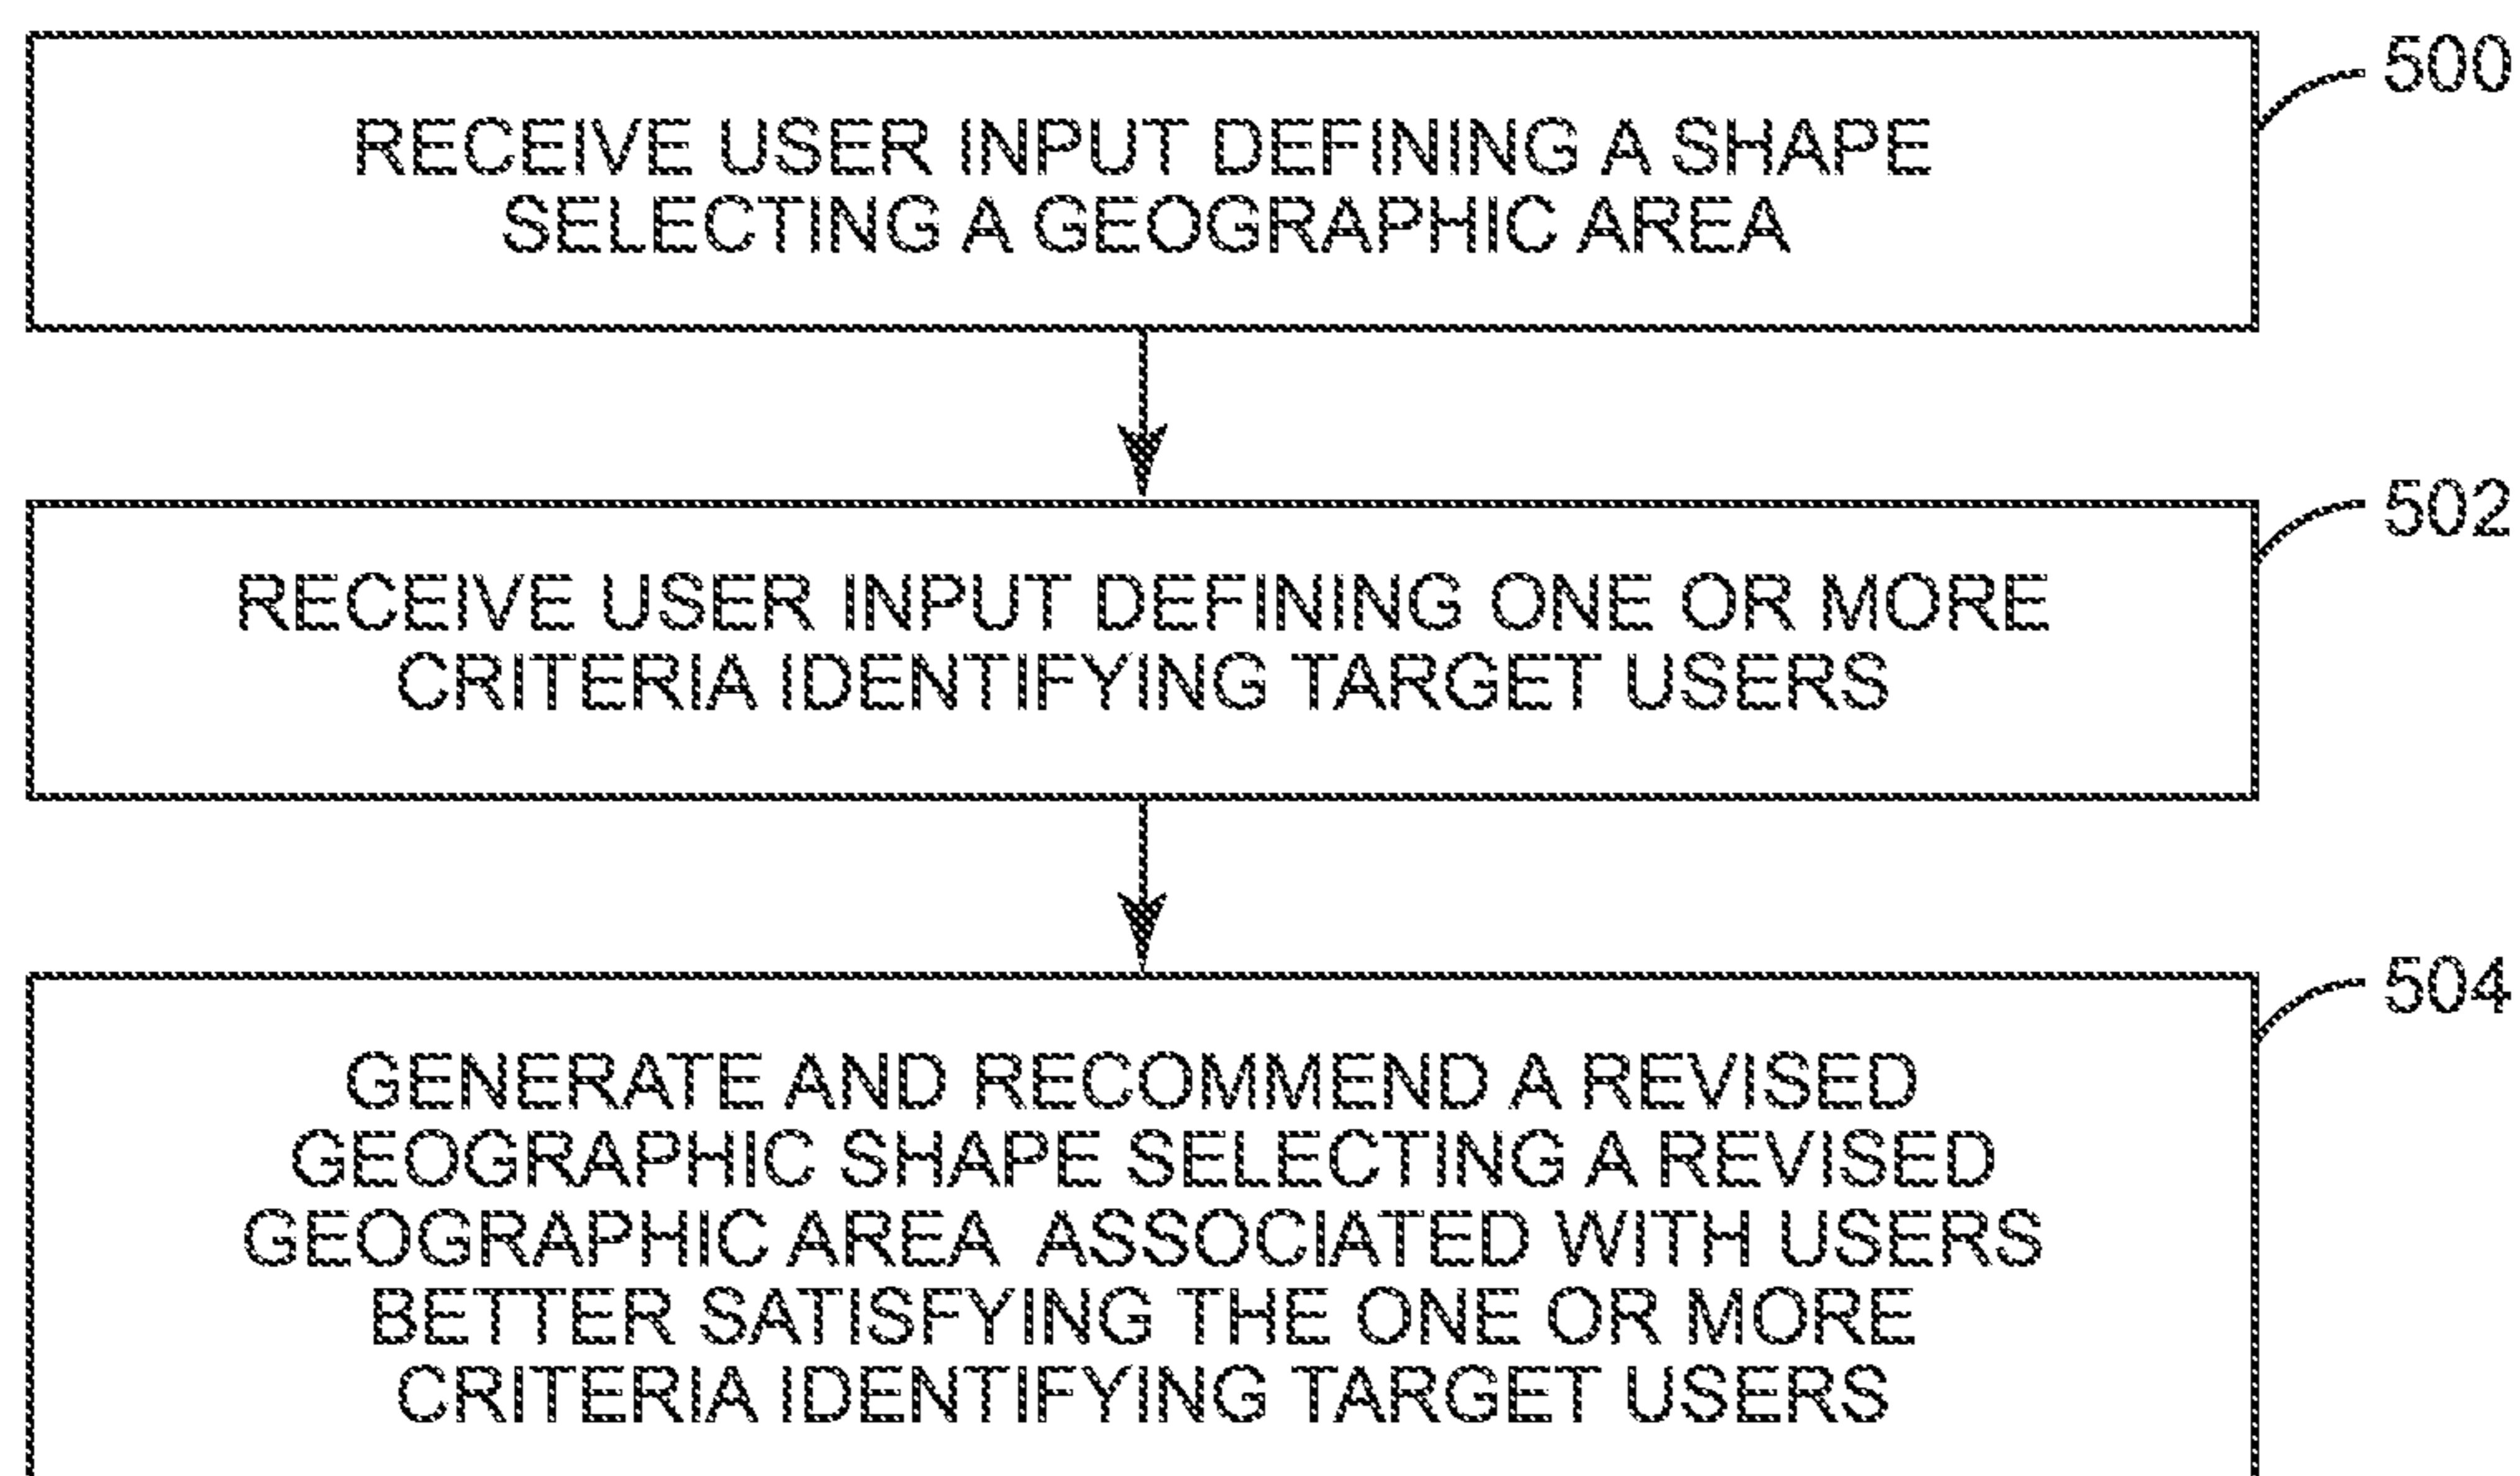 500
RECEIVE USER INPUT DEFINING A SHAPE
SELECTING A GEOGRAPHIC AREA
502
RECEIVE USER INPUT DEFINING ONE OR MORE
CRITERIA IDENTIFYING TARGET USERS
504
GENERATE AND RECOMMEND A REVISED
GEOGRAPHIC SHAPE SELECTING A REVISED
GEOGRAPHIC AREA ASSOCIATED WITH USERS
BETTER SATISFYING THE ONE OR MORE
CRITERIA IDENTIFYING TARGET USERS